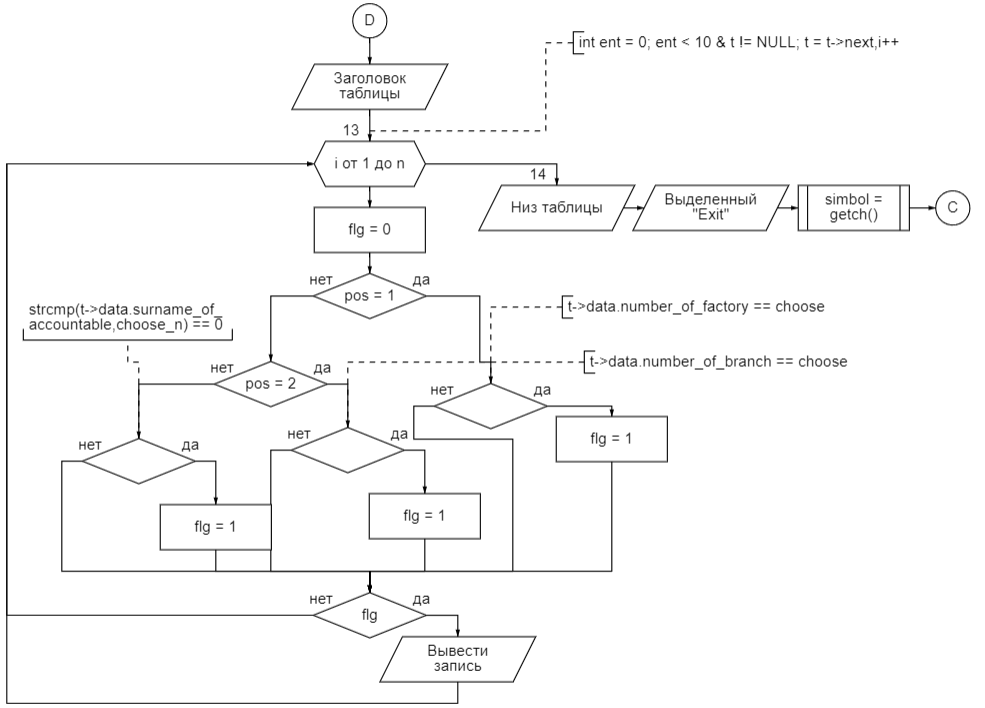 D
int ent = 0; ent < 10 & t != NULL; t = t->next,i++
Заголовок
таблицы
13
i от 1 до n
14
Низ таблицы
Выделенный
"Exit"
simbol =
getch()
C
flg = 0
нет
да
pos = 1
strcmp(t->data.surname_of_
accountable,choose_n) == 0
t->data.number_of_factory == choose
t->data.number_of_branch == choose
нет
да
pos = 2
нет
да
flg = 1
нет
да
нет
да
flg = 1
flg = 1
нет
да
flg
Вывести
запись